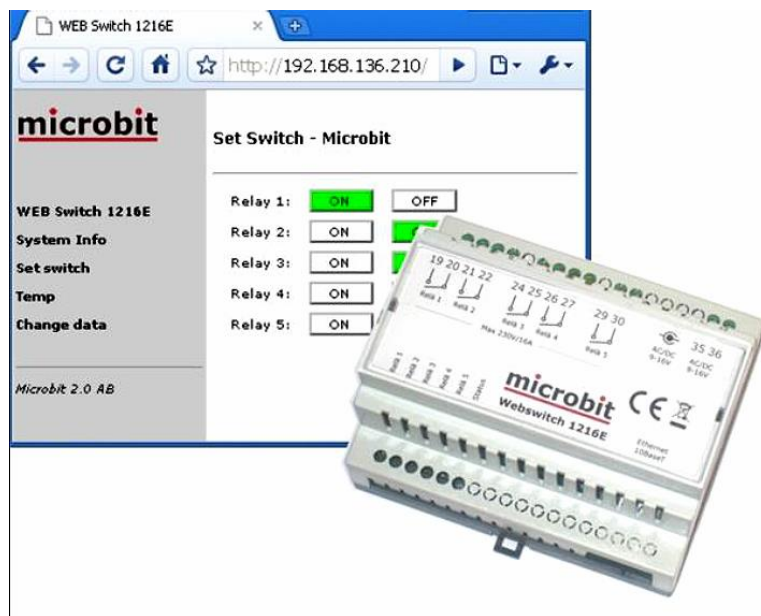 WEB Switch 1216E
http://192.168.136.210/
microbit
Set Switch - Microbit
WEB Switch 1216E
System Info
Set switch
Temp
Change data
Microbit 2.0 AB
Relay 1: ON OFF
Relay 2: ON
Relay 3: ON
Relay 4: ON
Relay 5: ON
19 20 21 22 24 25 26 27 29 30 35 36
Relä 1 Relä 2 Relä 3 Relä 4 Relä 5 AC/DC 9-16V AC/DC 9-16V
Max 230V/16A
Relä 1 Relä 2 Relä 3 Relä 4 Relä 5 Status
microbit CE
Webswitch 1216E
Ethernet
10BaseT